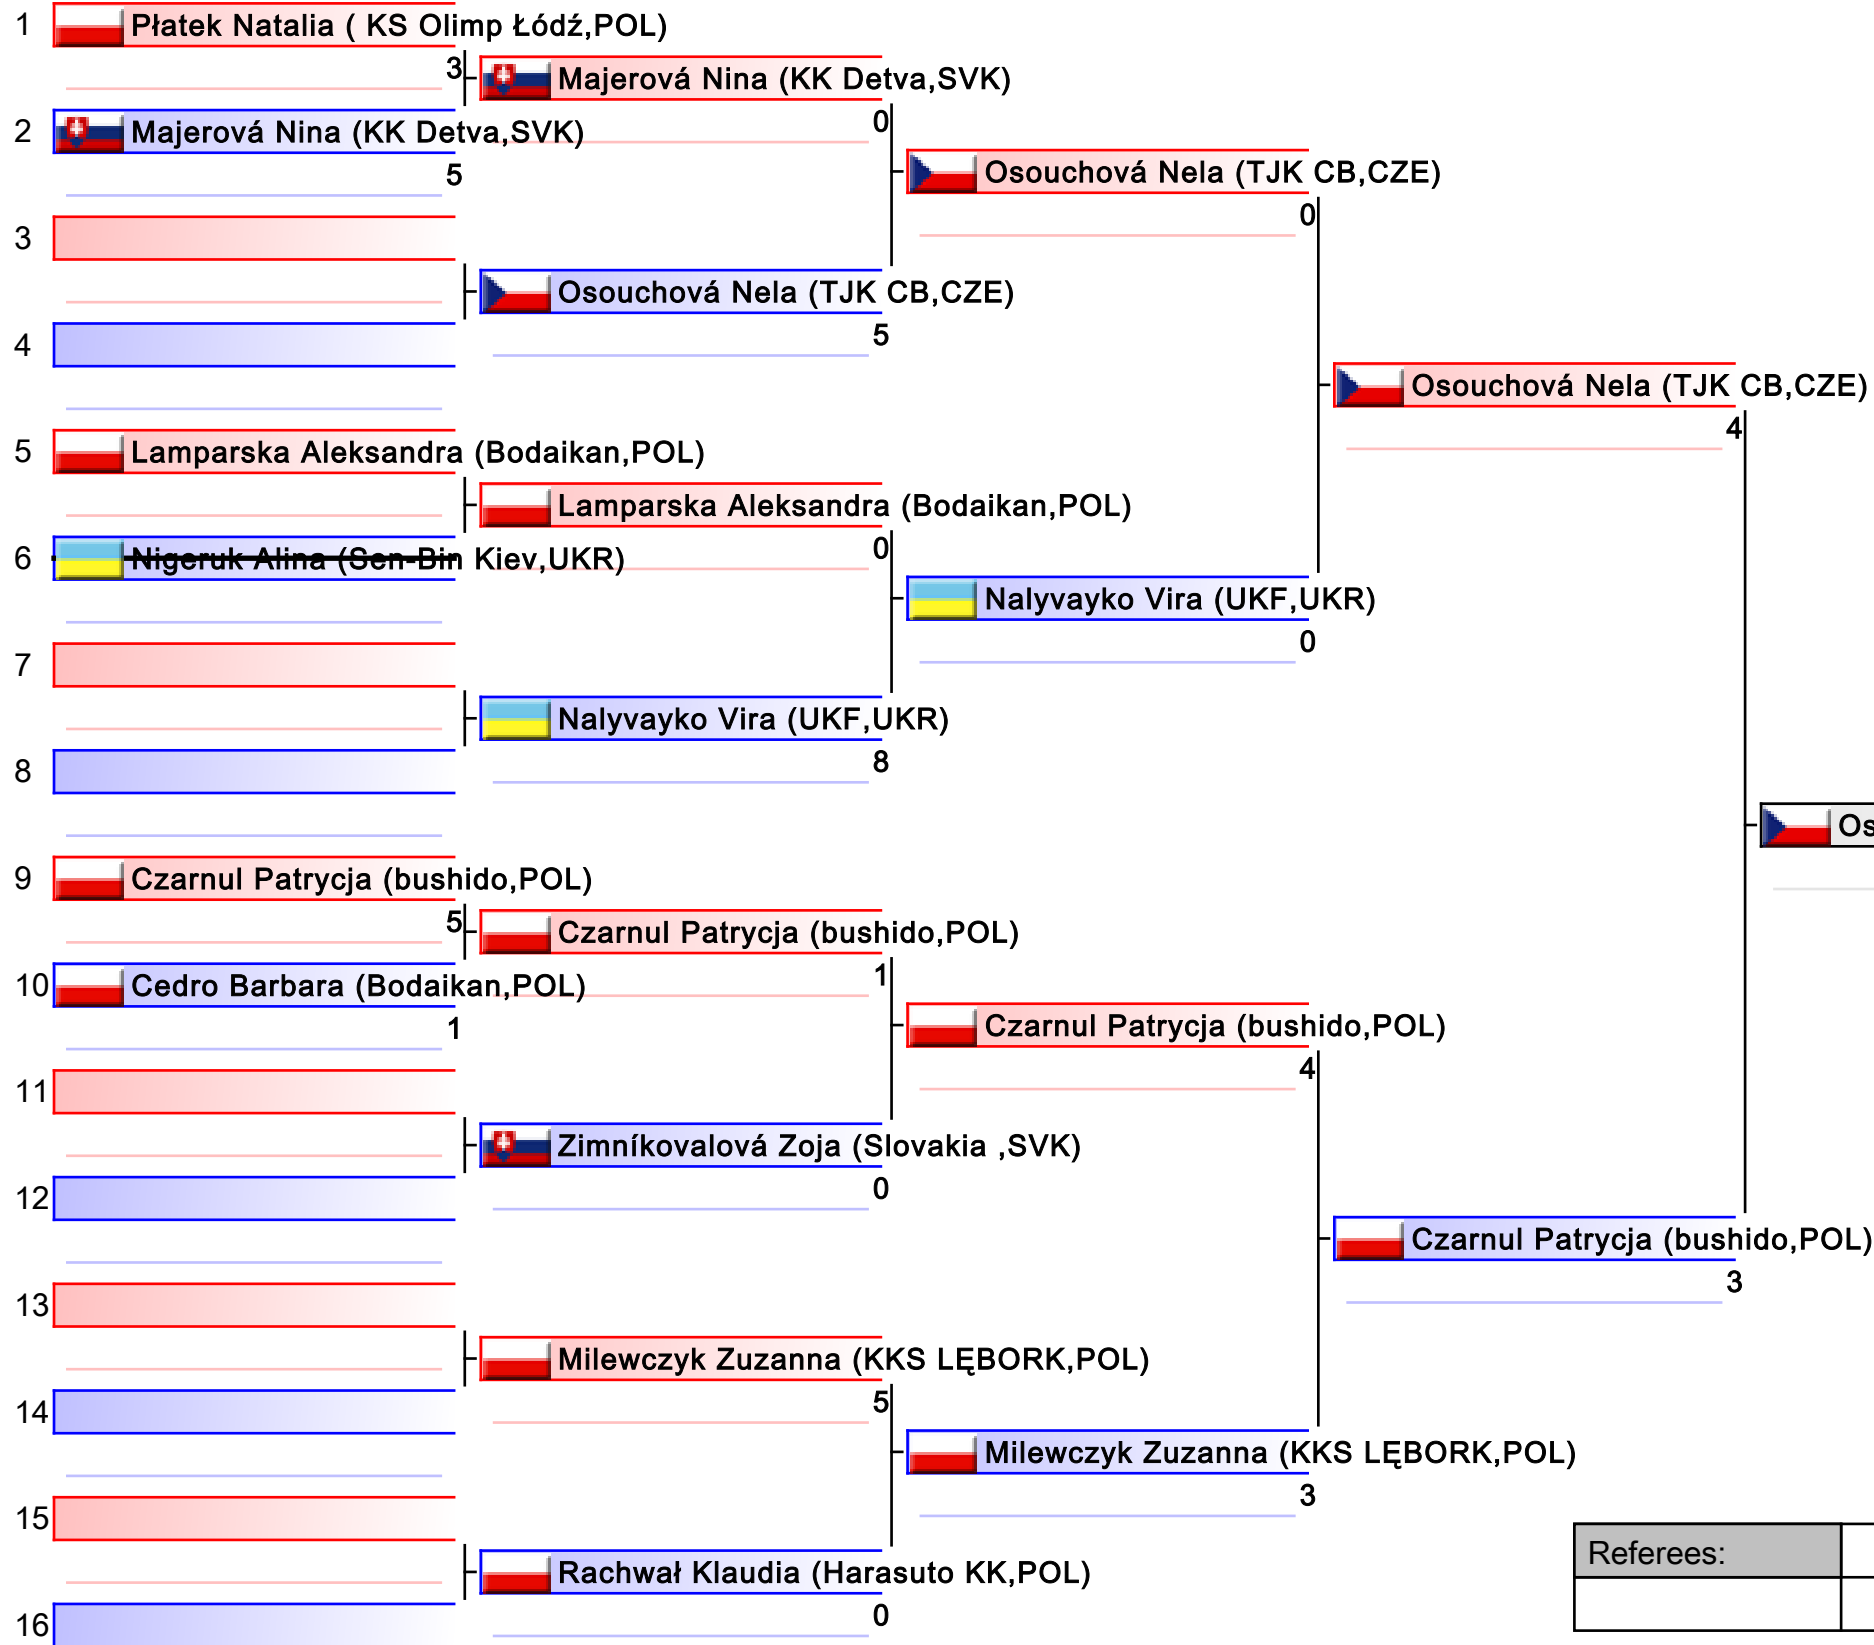 1 Płatek Natalia ( KS Olimp Łódź,POL)
3
Majerová Nina (KK Detva,SVK)
0
2 Majerová Nina (KK Detva,SVK)
5
Osouchová Nela (TJK CB,CZE)
0
3
Osouchová Nela (TJK CB,CZE)
5
4
Osouchová Nela (TJK CB,CZE)
4
5 Lamparska Aleksandra (Bodaikan,POL)
Lamparska Aleksandra (Bodaikan,POL)
0
6 Nigeruk Alina (Sen-Bin Kiev,UKR)
Nalyvayko Vira (UKF,UKR)
0
7
Nalyvayko Vira (UKF,UKR)
8
8
Os
9 Czarnul Patrycja (bushido,POL)
5
Czarnul Patrycja (bushido,POL)
1
10 Cedro Barbara (Bodaikan,POL)
1
Czarnul Patrycja (bushido,POL)
4
11
Zimníkovalová Zoja (Slovakia ,SVK)
0
12
Czarnul Patrycja (bushido,POL)
3
13
Milewczyk Zuzanna (KKS LĘBORK,POL)
5
14
Milewczyk Zuzanna (KKS LĘBORK,POL)
3
15
Rachwał Klaudia (Harasuto KK,POL)
0
16
Referees: